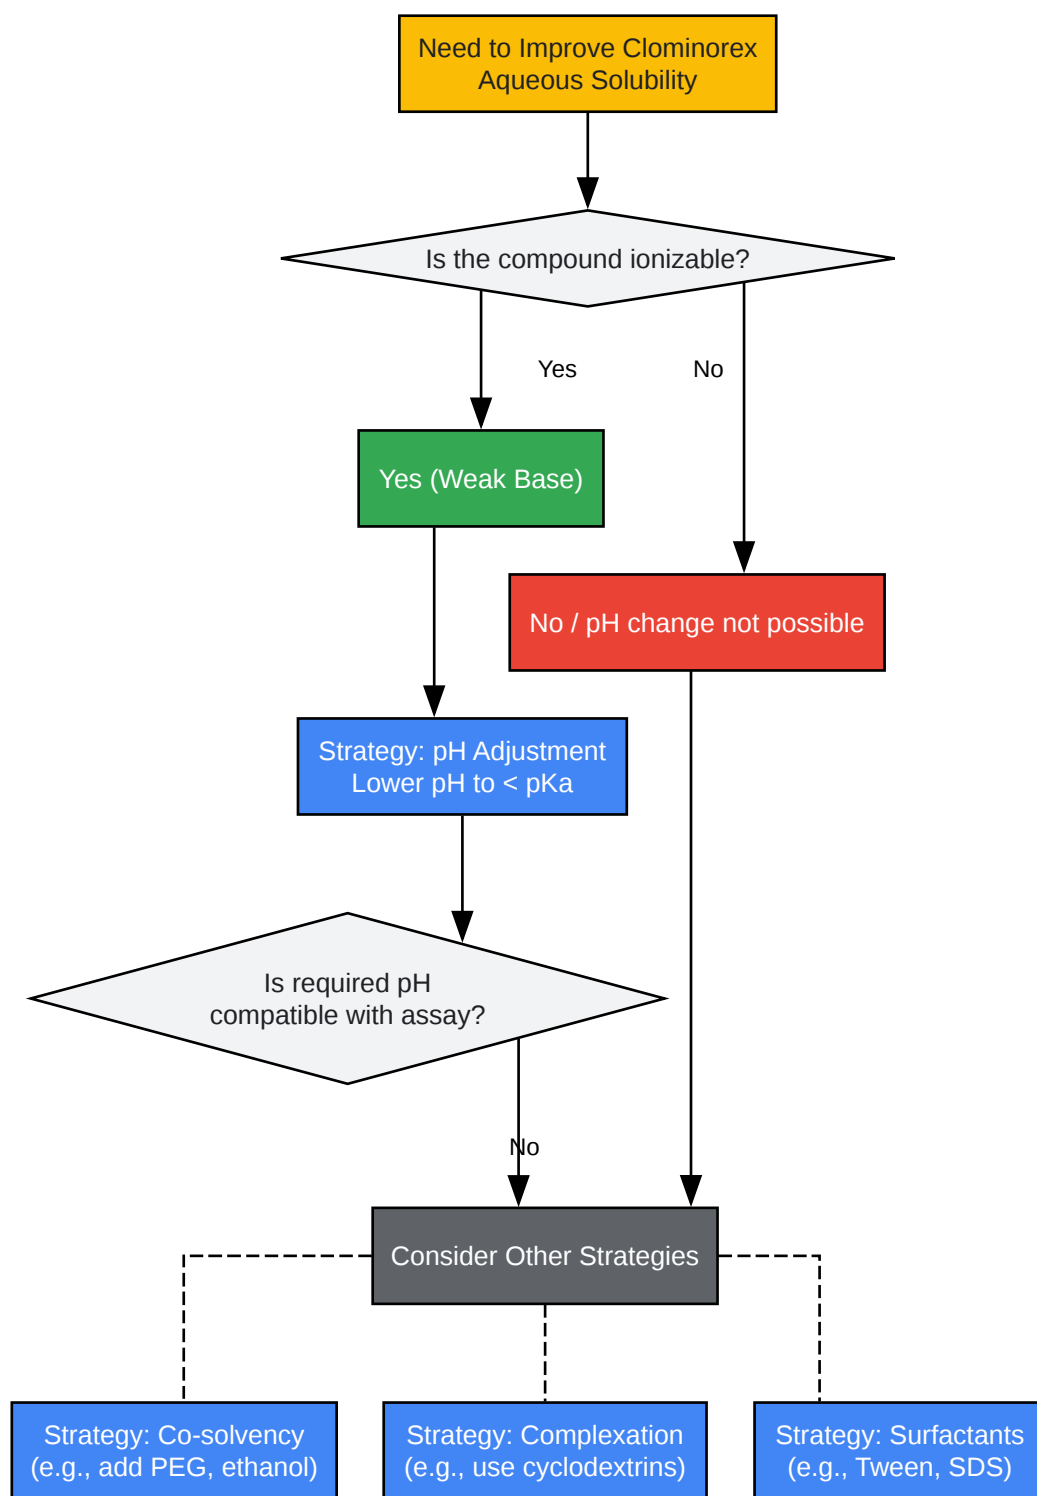 Need to Improve Clominorex
Aqueous Solubility
Is the compound ionizable?
Yes
No
Yes (Weak Base)
No / pH change not possible
Strategy: pH Adjustment
Lower pH to < pKa
Is required pH
compatible with assay?
No
Consider Other Strategies
Strategy: Co-solvency
(e.g., add PEG, ethanol)
Strategy: Complexation
(e.g., use cyclodextrins)
Strategy: Surfactants
(e.g., Tween, SDS)